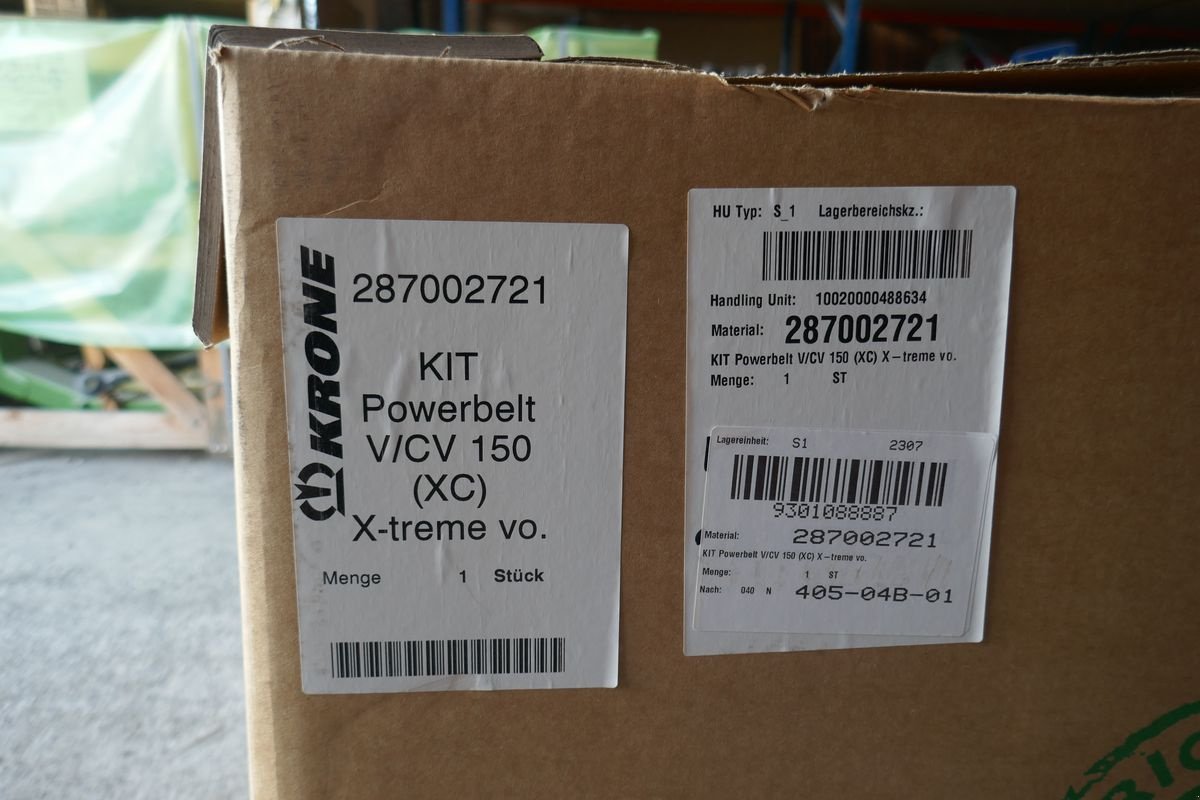 KRONE
287002721
KIT
Powerbelt
V/CV 150
(XC)
X-treme vo.
Menge 1 Stück
HU Typ: S_1 Lagerbereichskz.:
Handling Unit: 10020000488634
Material: 287002721
KIT Powerbelt V/CV 150 (XC) X-treme vo.
Menge: 1 ST
Lagereinheit: S1 2307
9301088887
Material: 287002721
KIT Powerbelt V/CV 150 (XC) X-treme vo.
Menge: 1 ST
Nach: 040 N 405-04B-01